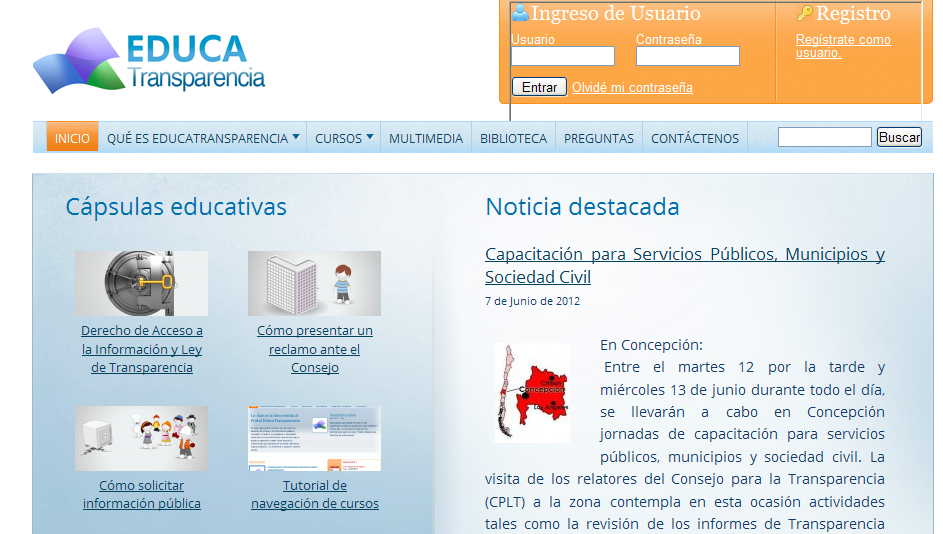 EDUCA
Transparencia
Ingreso de Usuario
Usuario
Contraseña
Entrar
Olvidé mi contraseña
Registro
Regístrate como
usuario.
INICIO
QUÉ ES EDUCATRANSPARENCIA
CURSOS
MULTIMEDIA
BIBLIOTECA
PREGUNTAS
CONTÁCTENOS
Buscar
Cápsulas educativas
Derecho de Acceso a
la Información y Ley
de Transparencia
Cómo presentar un
reclamo ante el
Consejo
Cómo solicitar
información pública
Tutorial de
navegación de cursos
Noticia destacada
Capacitación para Servicios Públicos, Municipios y
Sociedad Civil
7 de Junio de 2012
Concepción
En Concepción:
Entre el martes 12 por la tarde y
miércoles 13 de junio durante todo el día,
se llevarán a cabo en Concepción
jornadas de capacitación para servicios
públicos, municipios y sociedad civil. La
visita de los relatores del Consejo para la Transparencia
(CPLT) a la zona contempla en esta ocasión actividades
tales como la revisión de los informes de Transparencia